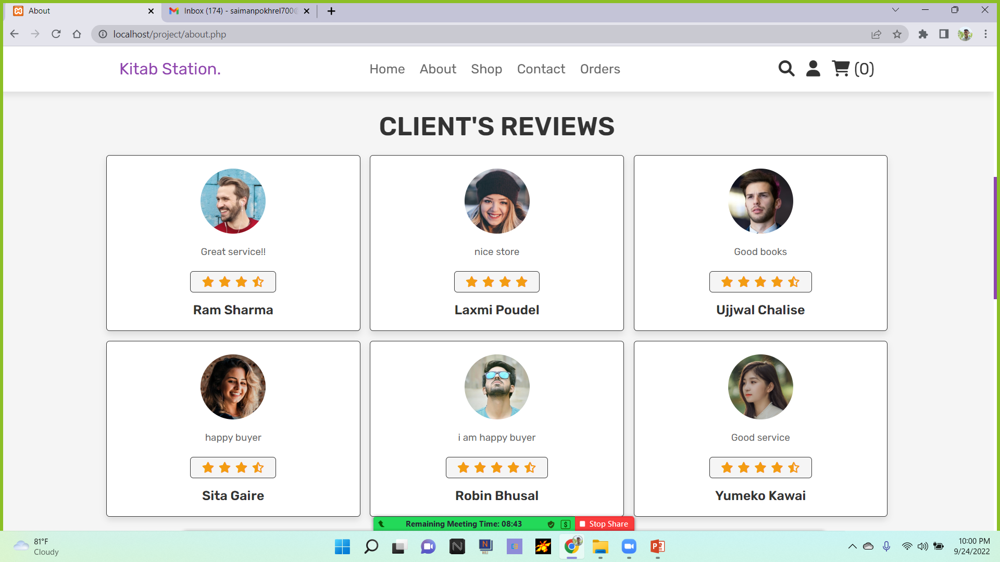 About
Inbox (174) - saimanpokhrel700@
localhost/project/about.php
Kitab Station.
Home About Shop Contact Orders
(0)
CLIENT'S REVIEWS
Great service!!
nice store
Good books
Ram Sharma
Laxmi Poudel
Ujjwal Chalise
happy buyer
i am happy buyer
Good service
Sita Gaire
Robin Bhusal
Yumeko Kawai
Remaining Meeting Time: 08:43
Stop Share
81°F
Cloudy
10:00 PM
9/24/2022